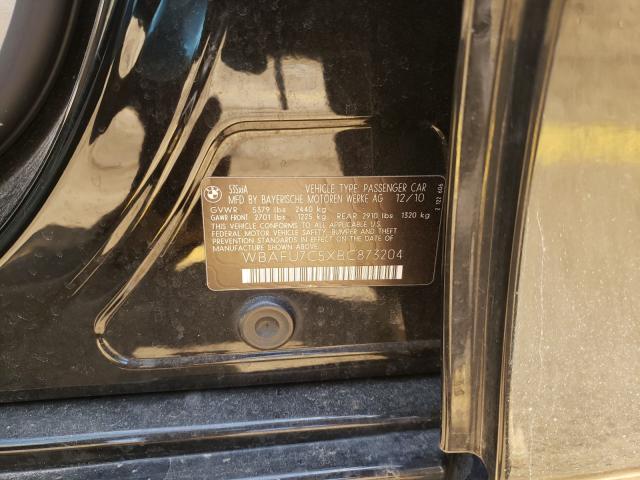 535xiA VEHICLE TYPE PASSENGER CAR
MFD BY BAYERISCHE MOTOREN WERKE AG 12/10
GVWR 5379 lbs 2440 kg
GAWR FRONT 2701 lbs 1225 kg REAR 2910 lbs 1320 kg
THIS VEHICLE CONFORMS TO ALL APPLICABLE U.S.
FEDERAL MOTOR VEHICLE SAFETY, BUMPER AND
THEFT PREVENTION STANDARDS IN EFFECT ON THE
DATE OF MANUFACTURE SHOWN ABOVE
WBAFU7C5XBC873204